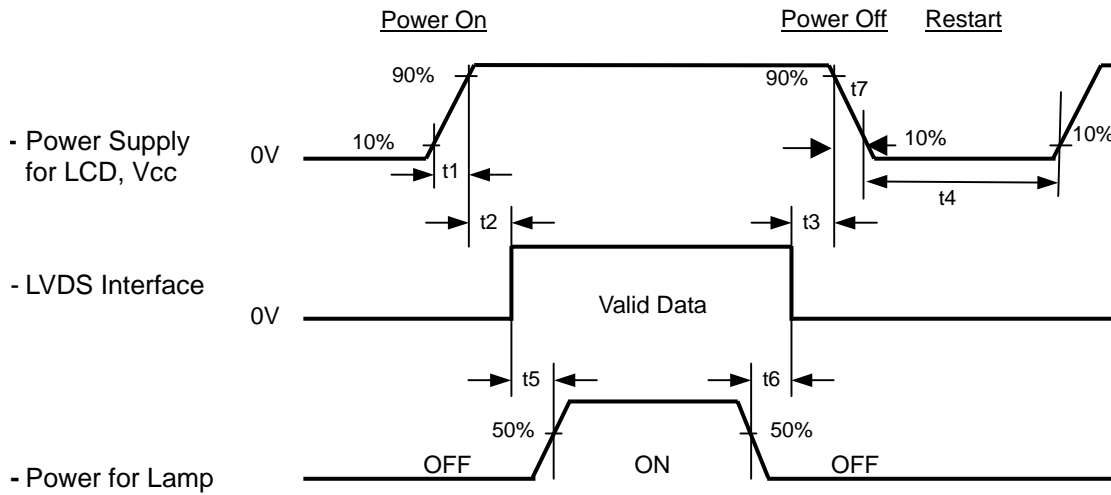 Power On
Power Off
Restart
90%
90%
t7
- Power Supply
for LCD, Vcc
0V
10%
10%
10%
t1
t4
t2
t3
- LVDS Interface
0V
Valid Data
t5
t6
50%
50%
- Power for Lamp
OFF
ON
OFF